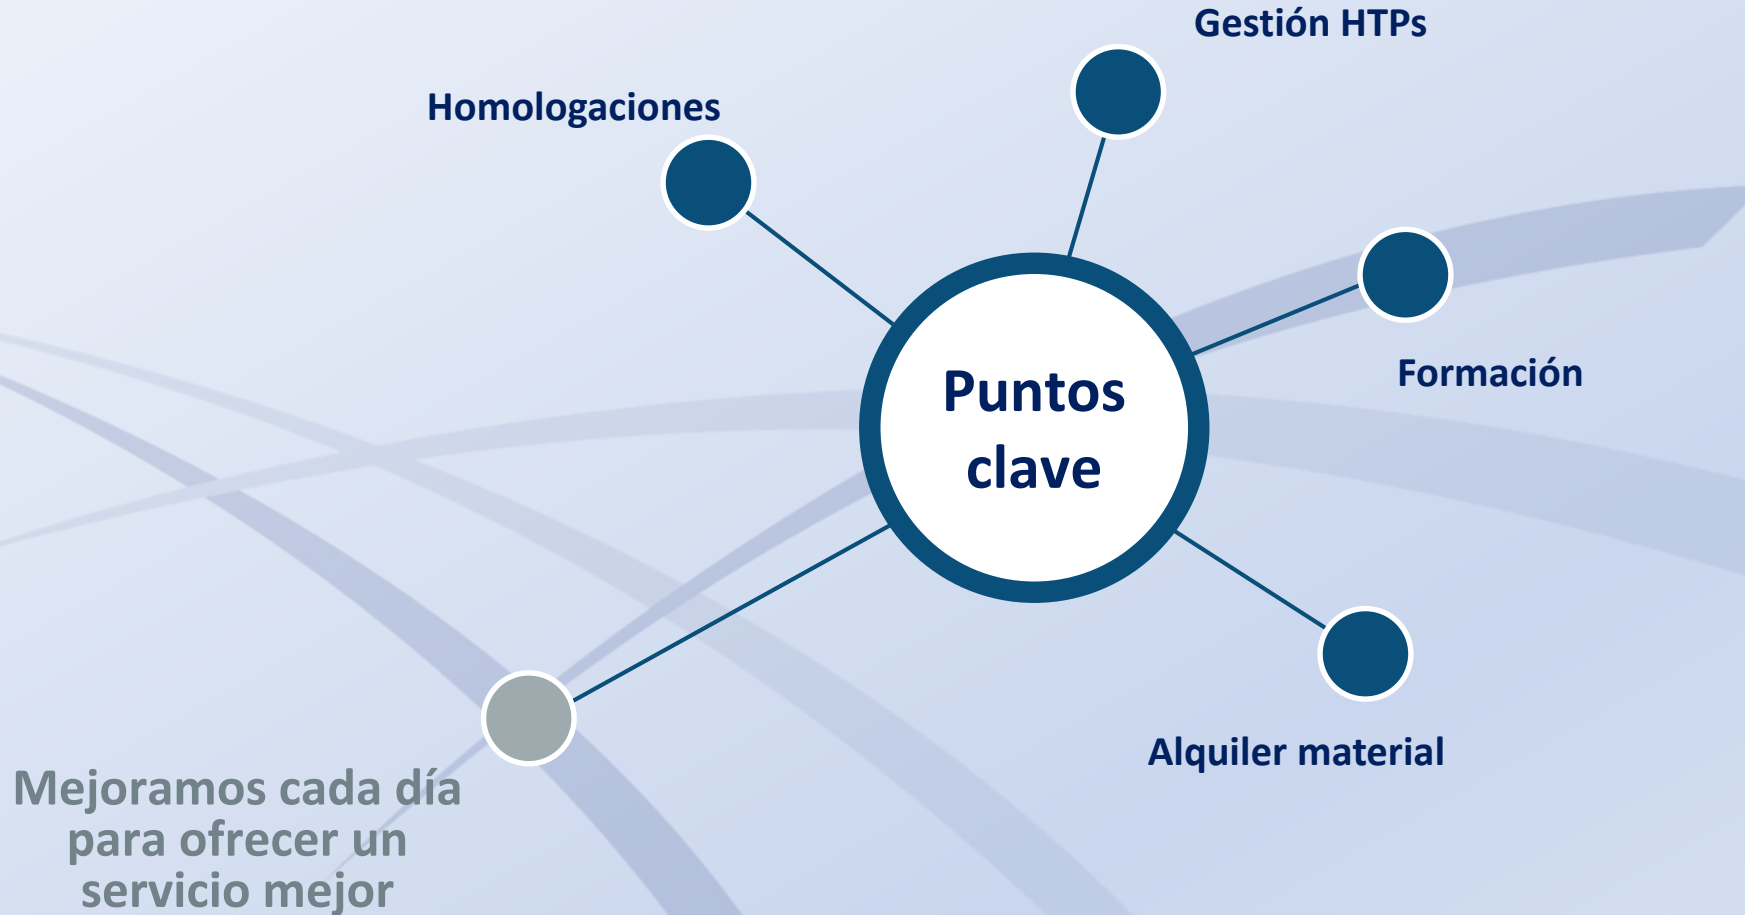 Gestión HTPs
Homologaciones
Formación
Puntos
clave
Alquiler material
Mejoramos cada día
para ofrecer un
servicio mejor